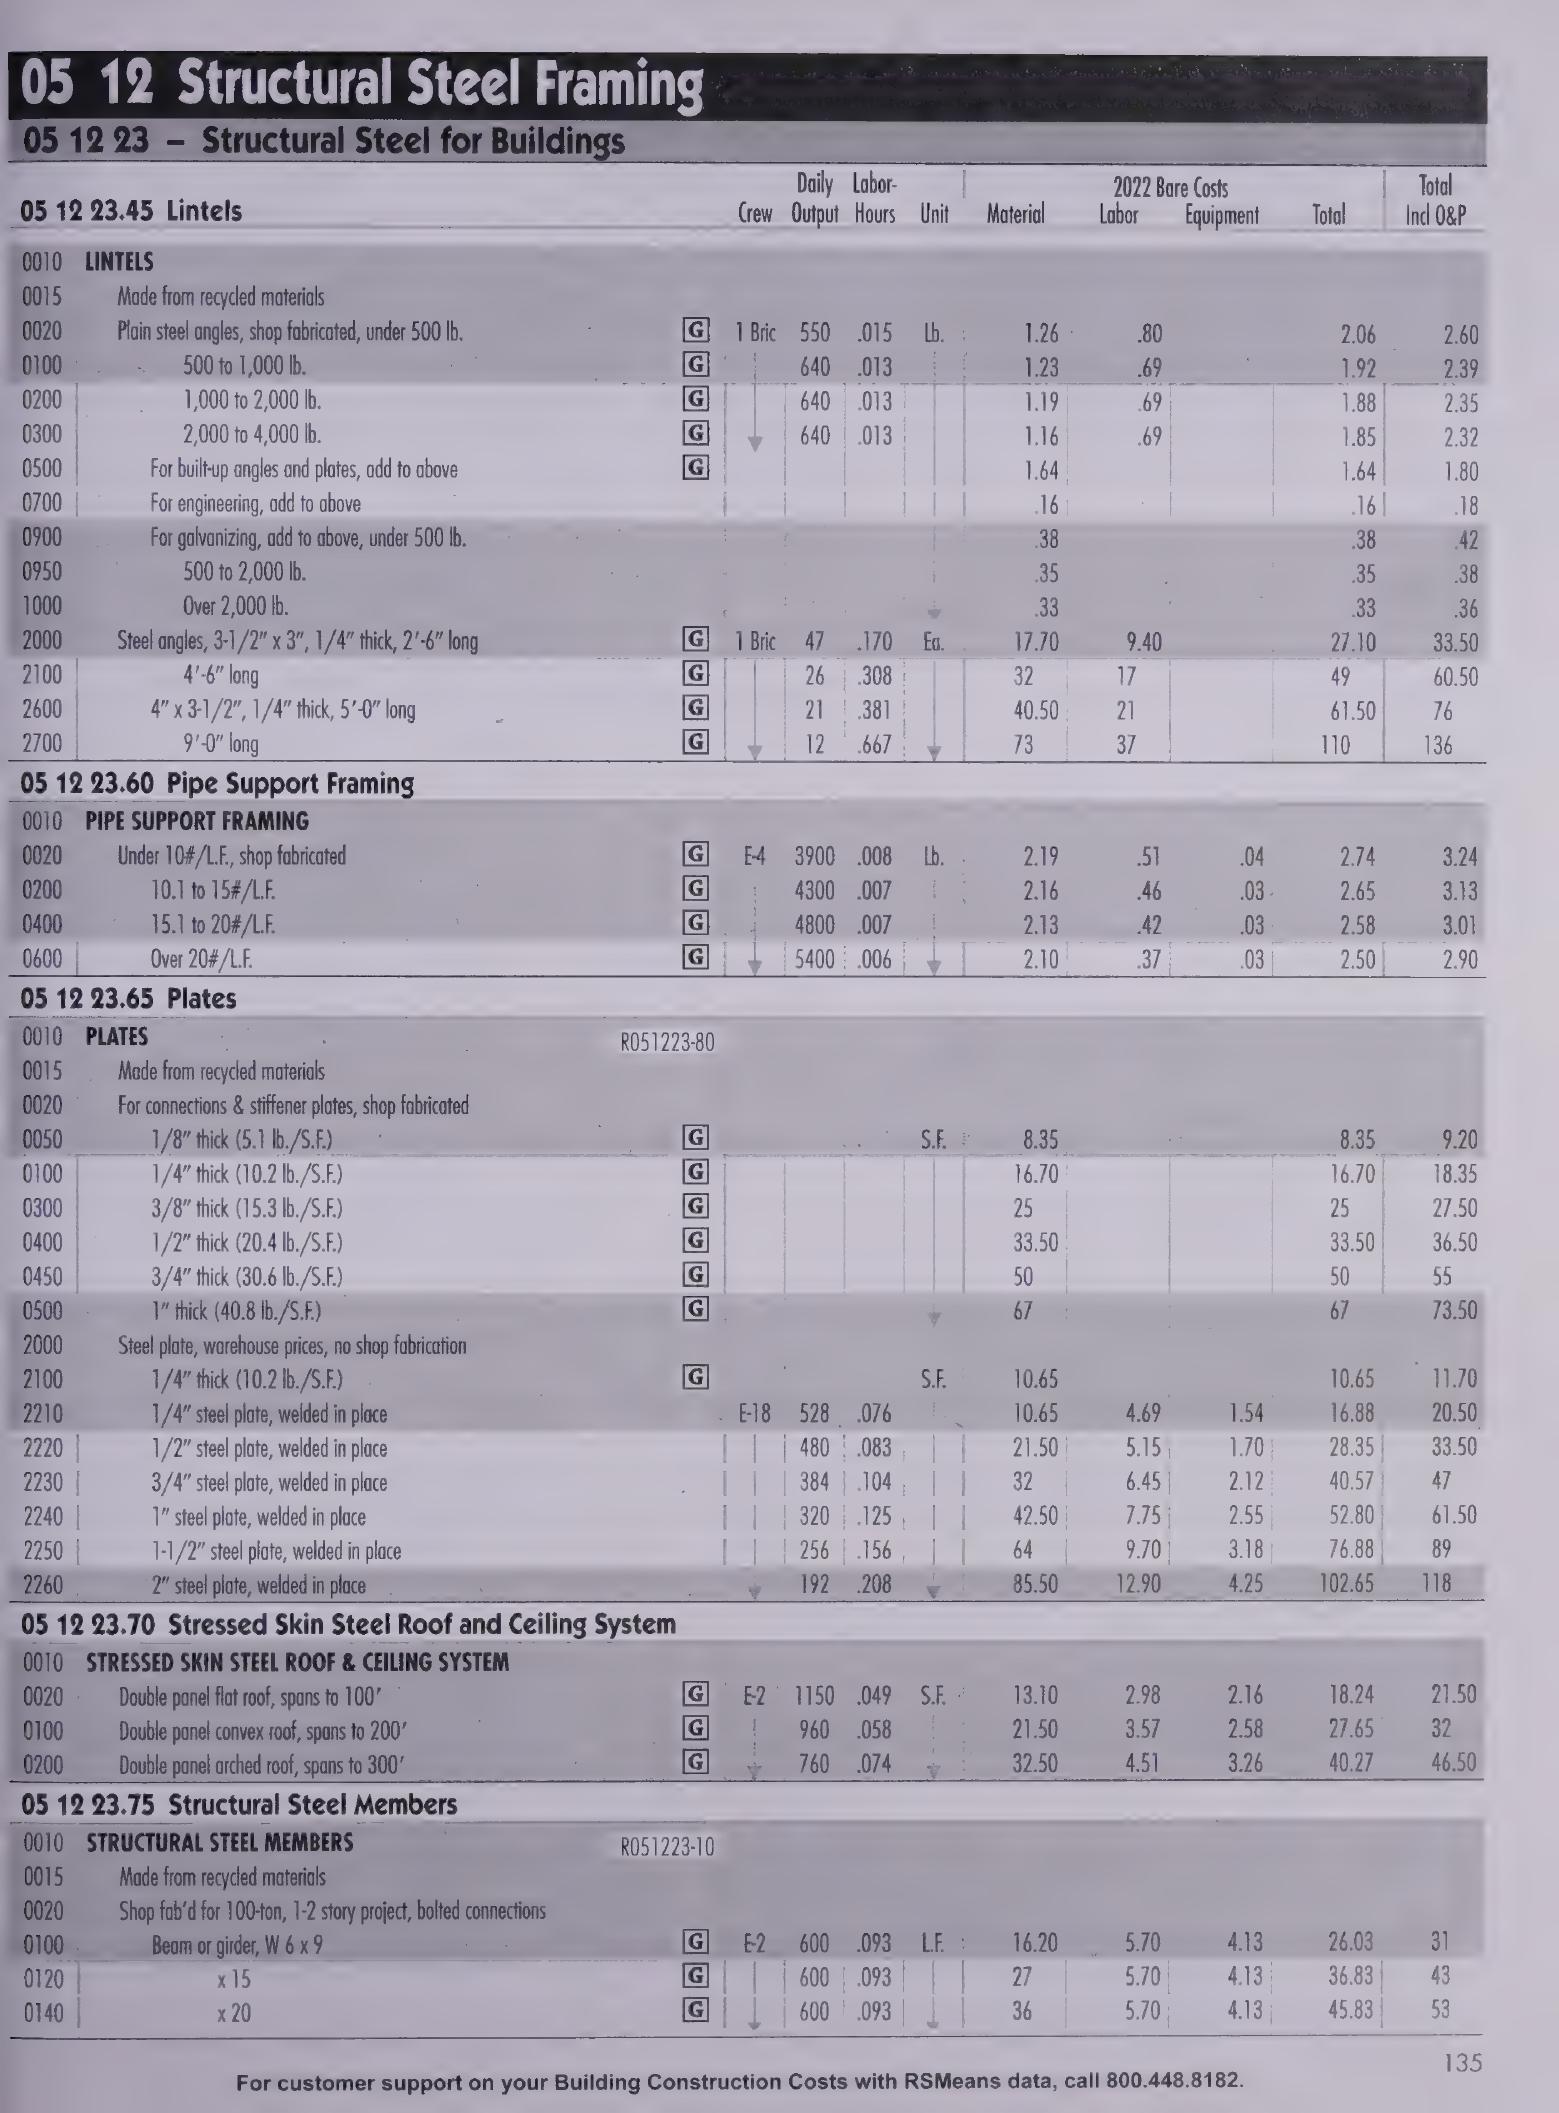 05 12 Structural Steel Framing
05 12 23 – Structural Steel for Buildings
Daily Labor- 2022 Bare Costs Total
05 12 23.45 Lintels Crew Output Hours Unit Material Labor Equipment Total Incl O&P
0010 LINTELS
0015 Made from recycled materials
0020 Plain steel angles, shop fabricated, under 500 lb. G 1 Bric 550 .015 Lb. 1.26 .80 2.06 2.60
0100 500 to 1,000 lb. G 640 .013 1.23 .69 1.92 2.39
0200 1,000 to 2,000 lb. G 640 .013 1.19 .69 1.88 2.35
0300 2,000 to 4,000 lb. G 640 .013 1.16 .69 1.85 2.32
0500 For built-up angles and plates, add to above G 1.64 1.64 1.80
0700 For engineering, add to above .16 .16 .18
0900 For galvanizing, add to above, under 500 lb. .38 .38 .42
0950 500 to 2,000 lb. .35 .35 .38
1000 Over 2,000 lb. .33 .33 .36
2000 Steel angles, 3-1/2" x 3", 1/4" thick, 2'-6" long G 1 Bric 47 .170 Ea. 17.70 9.40 27.10 33.50
2100 4'-6" long G 26 .308 32 17 49 60.50
2600 4" x 3-1/2", 1/4" thick, 5'-0" long G 21 .381 40.50 21 61.50 76
2700 9'-0" long G 12 .667 73 37 110 136
05 12 23.60 Pipe Support Framing
0010 PIPE SUPPORT FRAMING
0020 Under 10#/L.F., shop fabricated G E-4 3900 .008 Lb. 2.19 .51 .04 2.74 3.24
0200 10.1 to 15#/L.F. G 4300 .007 2.16 .46 .03 2.65 3.13
0400 15.1 to 20#/L.F. G 4800 .007 2.13 .42 .03 2.58 3.01
0600 Over 20#/L.F. G 5400 .006 2.10 .37 .03 2.50 2.90
05 12 23.65 Plates
0010 PLATES R051223-80
0015 Made from recycled materials
0020 For connections & stiffener plates, shop fabricated
0050 1/8" thick (5.1 lb./S.F.) G S.F. 8.35 8.35 9.20
0100 1/4" thick (10.2 lb./S.F.) G 16.70 16.70 18.35
0300 3/8" thick (15.3 lb./S.F.) G 25 25 27.50
0400 1/2" thick (20.4 lb./S.F.) G 33.50 33.50 36.50
0450 3/4" thick (30.6 lb./S.F.) G 50 50 55
0500 1" thick (40.8 lb./S.F.) G 67 67 73.50
2000 Steel plate, warehouse prices, no shop fabrication
2100 1/4" thick (10.2 lb./S.F.) G S.F. 10.65 10.65 11.70
2210 1/4" steel plate, welded in place E-18 528 .076 10.65 4.69 1.54 16.88 20.50
2220 1/2" steel plate, welded in place 480 .083 21.50 5.15 1.70 28.35 33.50
2230 3/4" steel plate, welded in place 384 .104 32 6.45 2.12 40.57 47
2240 1" steel plate, welded in place 320 .125 42.50 7.75 2.55 52.80 61.50
2250 1-1/2" steel plate, welded in place 256 .156 64 9.70 3.18 76.88 89
2260 2" steel plate, welded in place 192 .208 85.50 12.90 4.25 102.65 118
05 12 23.70 Stressed Skin Steel Roof and Ceiling System
0010 STRESSED SKIN STEEL ROOF & CEILING SYSTEM
0020 Double panel flat roof, spans to 100' G E-2 1150 .049 S.F. 13.10 2.98 2.16 18.24 21.50
0100 Double panel convex roof, spans to 200' G 960 .058 21.50 3.57 2.58 27.65 32
0200 Double panel arched roof, spans to 300' G 760 .074 32.50 4.51 3.26 40.27 46.50
05 12 23.75 Structural Steel Members
0010 STRUCTURAL STEEL MEMBERS R051223-10
0015 Made from recycled materials
0020 Shop fab'd for 100-ton, 1-2 story project, bolted connections
0100 Beam or girder, W 6 x 9 G E-2 600 .093 L.F. 16.20 5.70 4.13 26.03 31
0120 x 15 G 600 .093 27 5.70 4.13 36.83 43
0140 x 20 G 600 .093 36 5.70 4.13 45.83 53
135
For customer support on your Building Construction Costs with RSMeans data, call 800.448.8182.